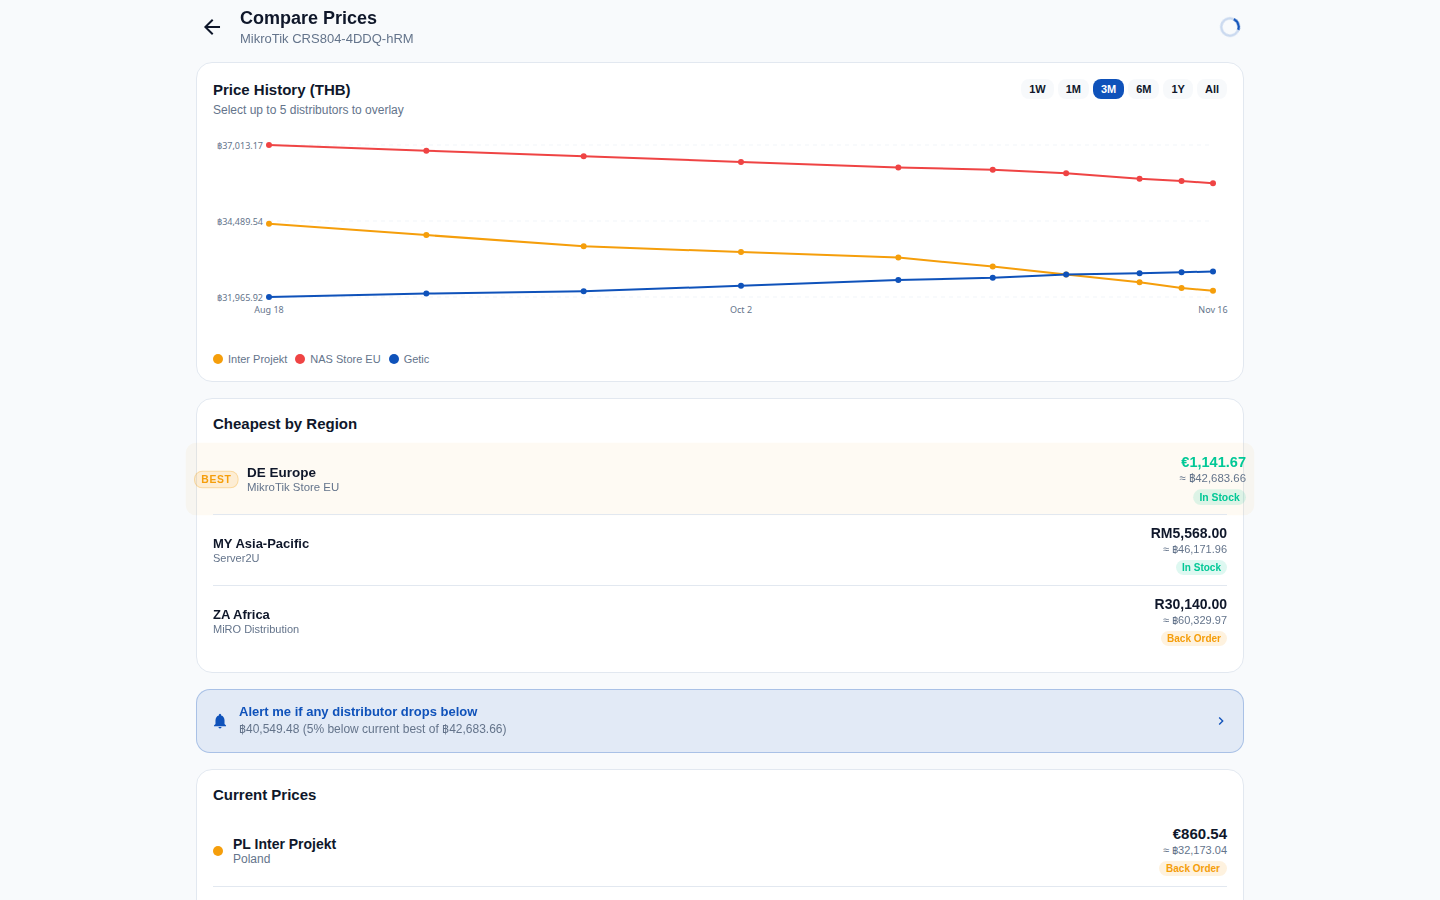 Compare Prices
MikroTik CRS804-4DDQ-hRM
Price History (THB)
Select up to 5 distributors to overlay
1W 1M 3M 6M 1Y All
฿37,013.17
฿34,489.54
฿31,965.92
Aug 18 Oct 2 Nov 16
Inter Projekt NAS Store EU Getic
Cheapest by Region
BEST
DE Europe
MikroTik Store EU
€1,141.67
≈ ฿42,683.66
In Stock
MY Asia-Pacific
Server2U
RM5,568.00
≈ ฿46,171.96
In Stock
ZA Africa
MiRO Distribution
R30,140.00
≈ ฿60,329.97
Back Order
Alert me if any distributor drops below
฿40,549.48 (5% below current best of ฿42,683.66)
Current Prices
PL Inter Projekt
Poland
€860.54
≈ ฿32,173.04
Back Order